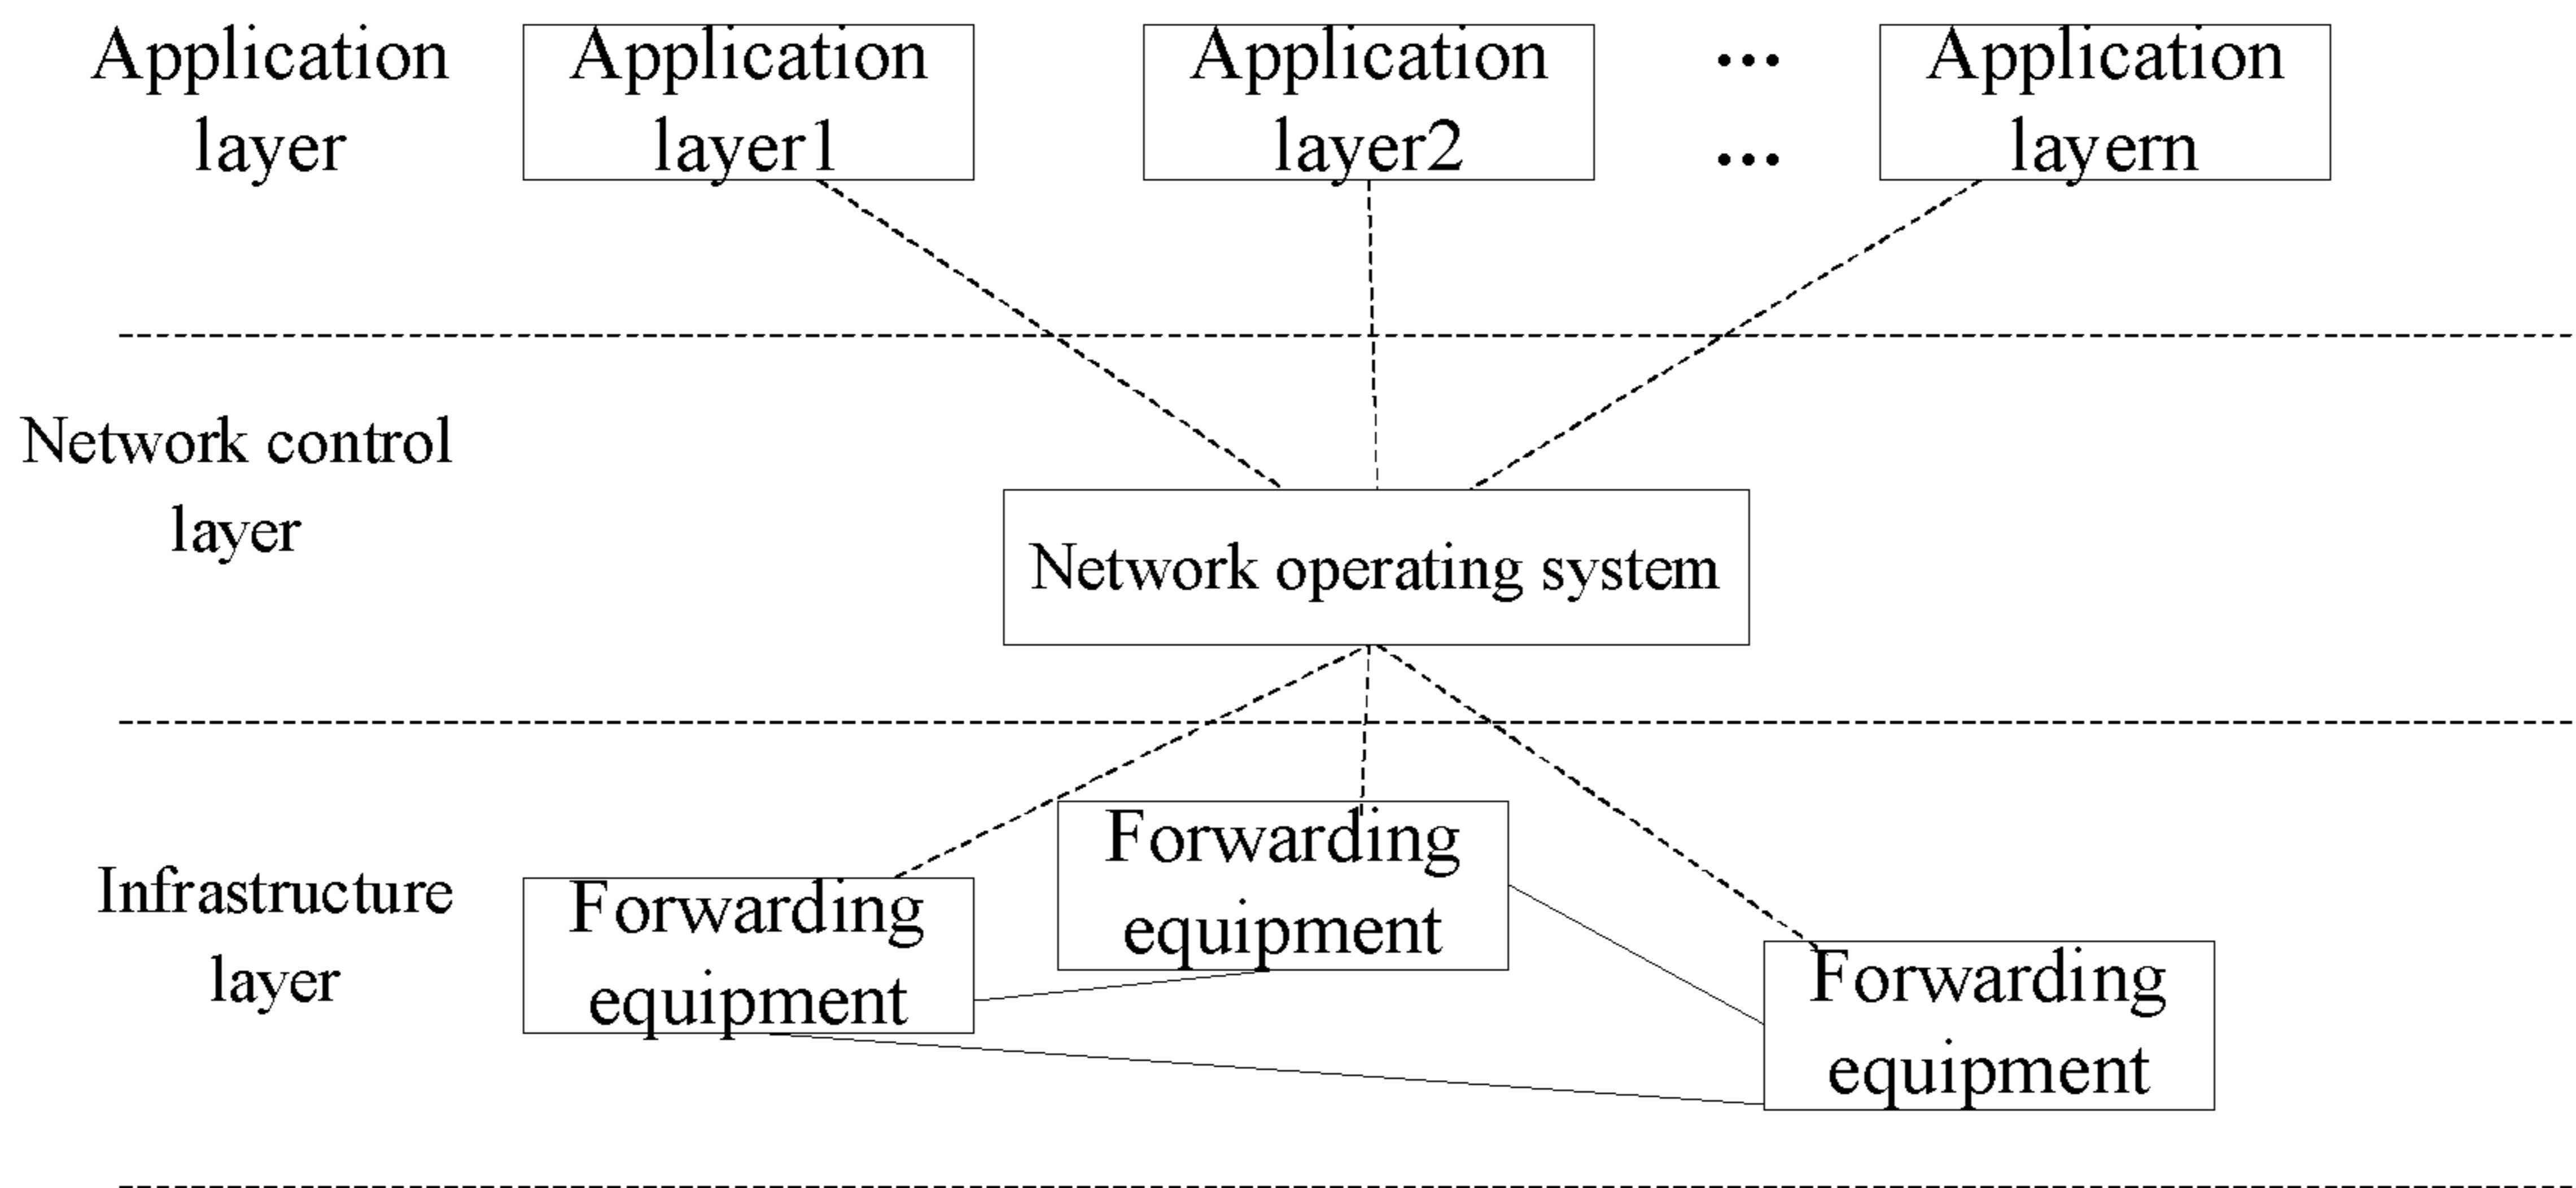 Application
layer
Application
layer1
Application
layer2
...
...
Application
layern
Network control
layer
Network operating system
Infrastructure
layer
Forwarding
equipment
Forwarding
equipment
Forwarding
equipment